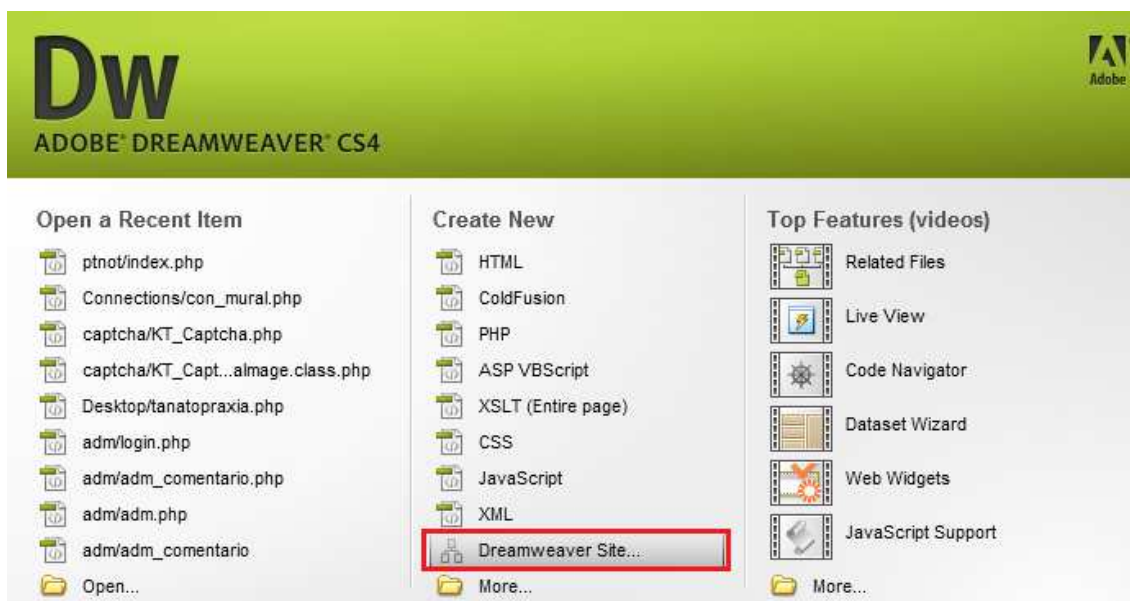 Dw
ADOBE® DREAMWEAVER® CS4
Adobe
Open a Recent Item
ptnot/index.php
Connections/con_mural.php
captcha/KT_Captcha.php
captcha/KT_Capt...aImage.class.php
Desktop/tanatopraxia.php
adm/login.php
adm/adm_comentario.php
adm/adm.php
adm/adm_comentario
Open...
Create New
HTML
ColdFusion
PHP
ASP VBScript
XSLT (Entire page)
CSS
JavaScript
XML
Dreamweaver Site...
More...
Top Features (videos)
Related Files
Live View
Code Navigator
Dataset Wizard
Web Widgets
JavaScript Support
More...